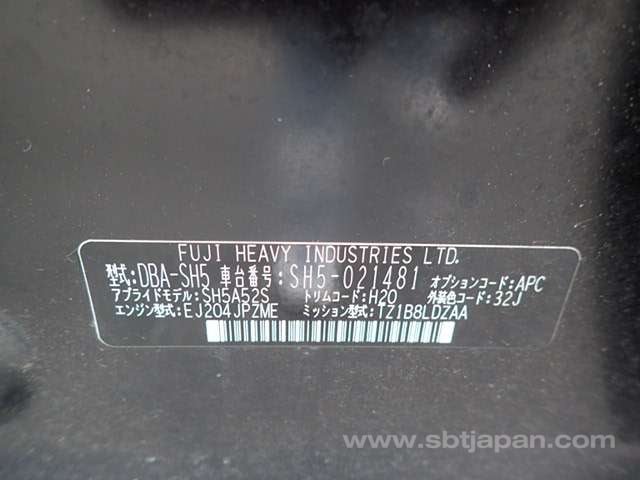 FUJI HEAVY INDUSTRIES LTD.
型式:DBA-SH5 車台番号:SH5-021481 オプションコード:APC
アプライドモデル:SH5A52S トリムコード:H20 外装色コード:32J
エンジン型式:EJ204JPZME ミッション型式:TZ1B8LDZAA
www.sbtjapan.com